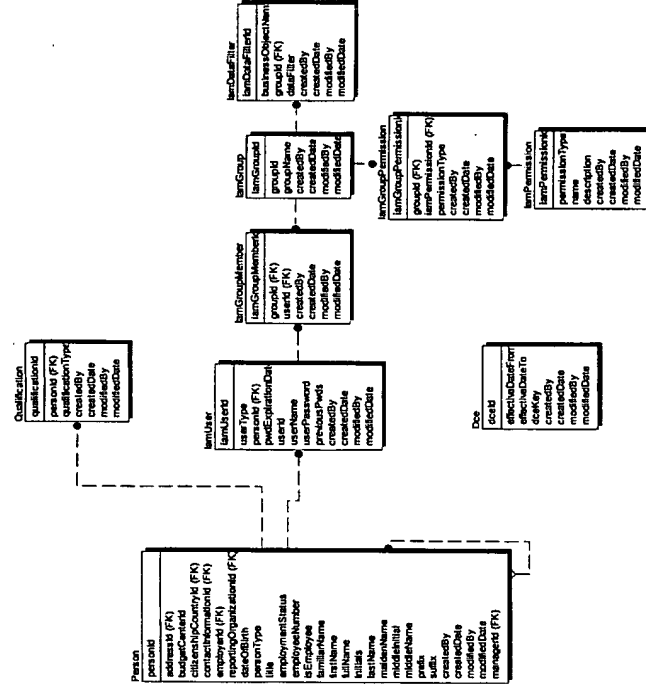 Person
personId
addressId (FK)
budgetCenterId
citizenshipCountryId (FK)
contactInformationId (FK)
employerId (FK)
reportingOrganizationId (FK)
dateOfBirth
personType
title
employmentStatus
employeeNumber
isEmployee
familiarName
firstName
fullName
initials
lastName
maidenName
middleInitial
middleName
prefix
suffix
createdBy
createdDate
modifiedBy
modifiedDate
managerId (FK)
Qualification
qualificationId
personId (FK)
qualificationType
createdBy
createdDate
modifiedBy
modifiedDate
IamUser
IamUserId
userType
personId (FK)
pwdExpirationDate
userId
userName
userPassword
previousPwds
createdBy
createdDate
modifiedBy
modifiedDate
Dce
dceId
effectiveDateFrom
effectiveDateTo
dceKey
createdBy
createdDate
modifiedBy
modifiedDate
IamGroupMember
IamGroupMemberId
groupId (FK)
userId (FK)
createdBy
createdDate
modifiedBy
modifiedDate
IamGroup
IamGroupId
groupId
groupName
createdBy
createdDate
modifiedBy
modifiedDate
IamDataFilter
IamDataFilterId
businessObjectName
groupId (FK)
dataFilter
createdBy
createdDate
modifiedBy
modifiedDate
IamGroupPermission
IamGroupPermissionId
groupId (FK)
iamPermissionId (FK)
permissionType
createdBy
createdDate
modifiedBy
modifiedDate
IamPermission
IamPermissionId
permissionType
name
description
createdBy
createdDate
modifiedBy
modifiedDate